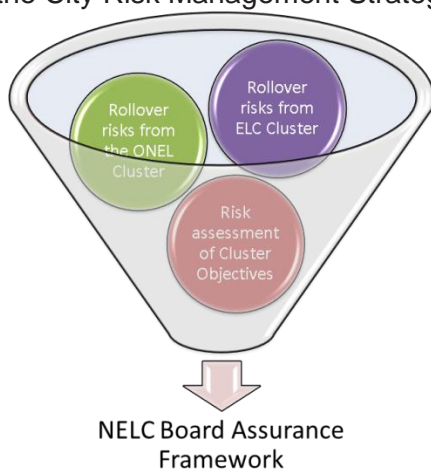 the City Risk Management Strateg
Rollover
risks from
the ONEL
Cluster
Rollover
risks from
ELC Cluster
Risk
assessment
of Cluster
Objectives
NELC Board Assurance
Framework